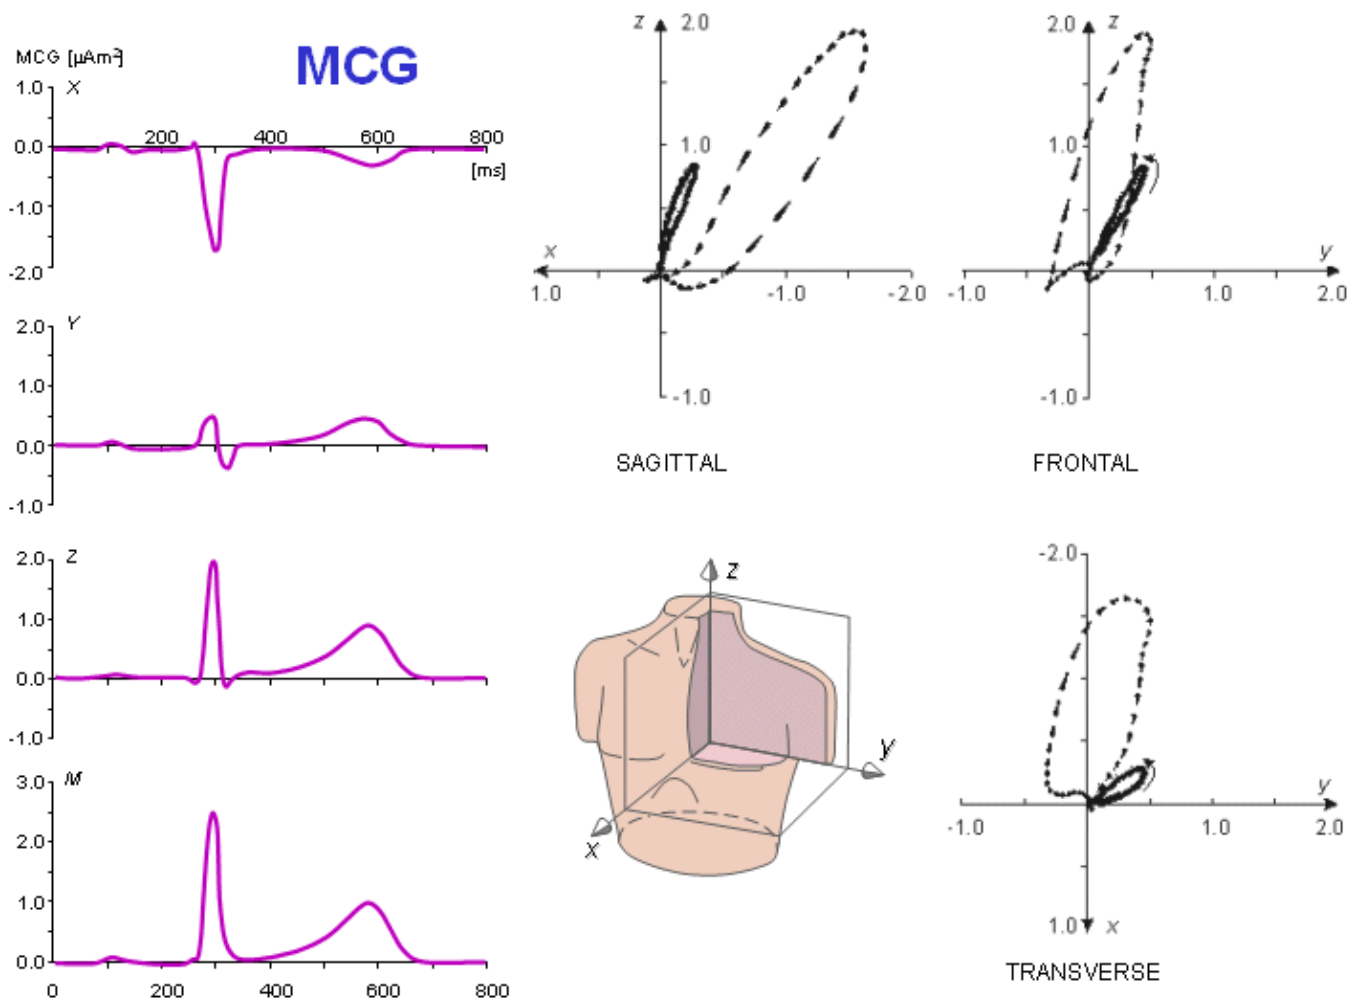 MCG [µAm²]
MCG
1.0 X
0.0 200 400 600 800
[ms]
-1.0
-2.0
2.0 Y
1.0
0.0
-1.0
2.0 Z
1.0
0.0
-1.0
3.0 M
2.0
1.0
0.0
0 200 400 600 800
z 2.0
1.0
x
1.0 -1.0 -2.0
-1.0
SAGITTAL
2.0
z
1.0
y
-1.0 1.0 2.0
-1.0
FRONTAL
z
y
x
-2.0
y
-1.0 1.0 2.0
1.0 x
TRANSVERSE